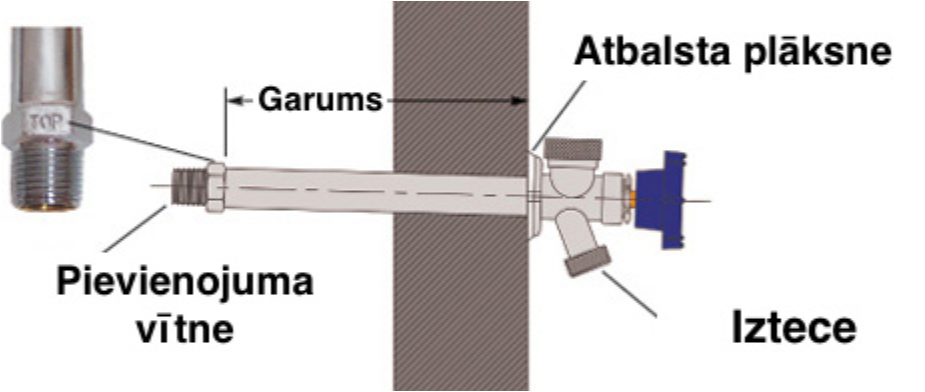 Atbalsta plāksne
Garums
TOP
Pievienojuma
vītne
Iztece